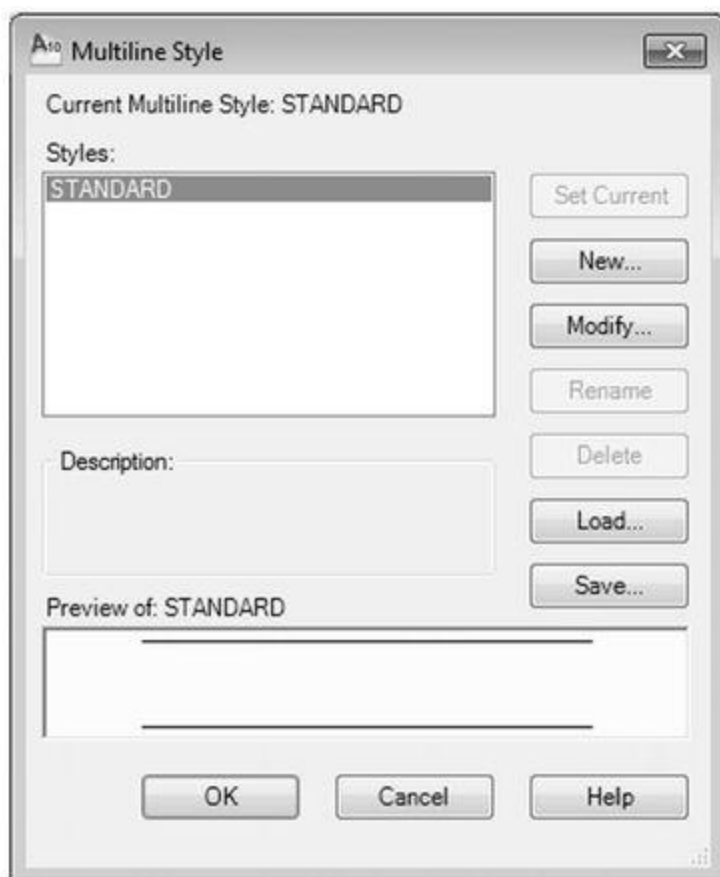 Multiline Style
Current Multiline Style: STANDARD
Styles:
STANDARD
Set Current
New...
Modify...
Rename
Delete
Load...
Save...
Description:
Preview of: STANDARD
OK
Cancel
Help